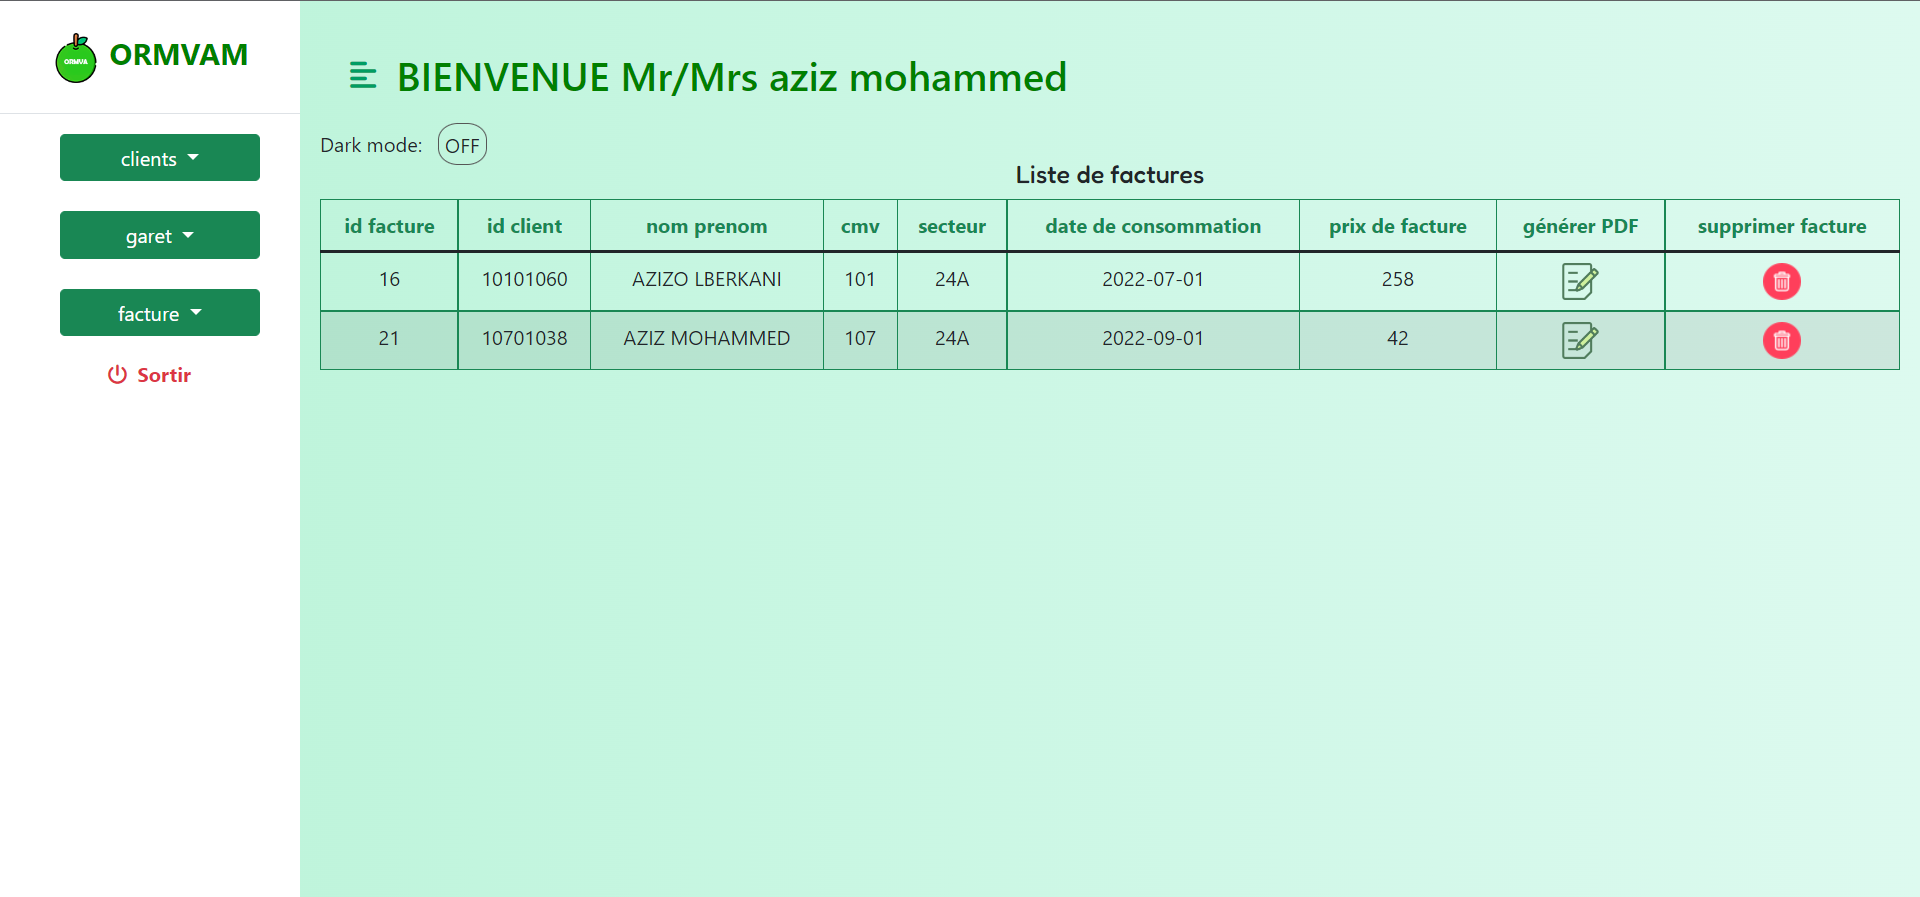 ORMVA
ORMVAM
clients
garet
facture
Sortir
BIENVENUE Mr/Mrs aziz mohammed
Dark mode: OFF
Liste de factures
id facture id client nom prenom cmv secteur date de consommation prix de facture générer PDF supprimer facture
16 10101060 AZIZO LBERKANI 101 24A 2022-07-01 258
21 10701038 AZIZ MOHAMMED 107 24A 2022-09-01 42